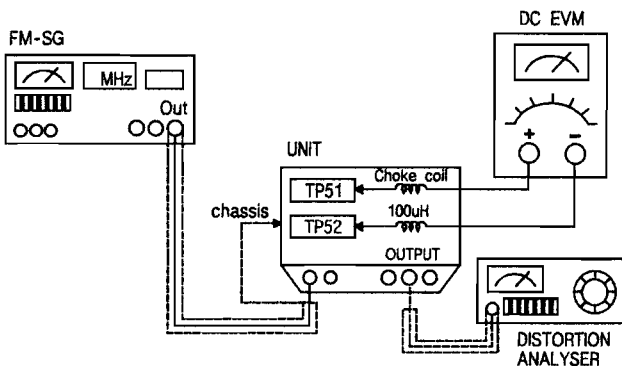 DC EVM
FM-SG
MHz
Out
+ −
UNIT
Choke coil
TP51
100uH
chassis
TP52
OUTPUT
DISTORTION
ANALYSER